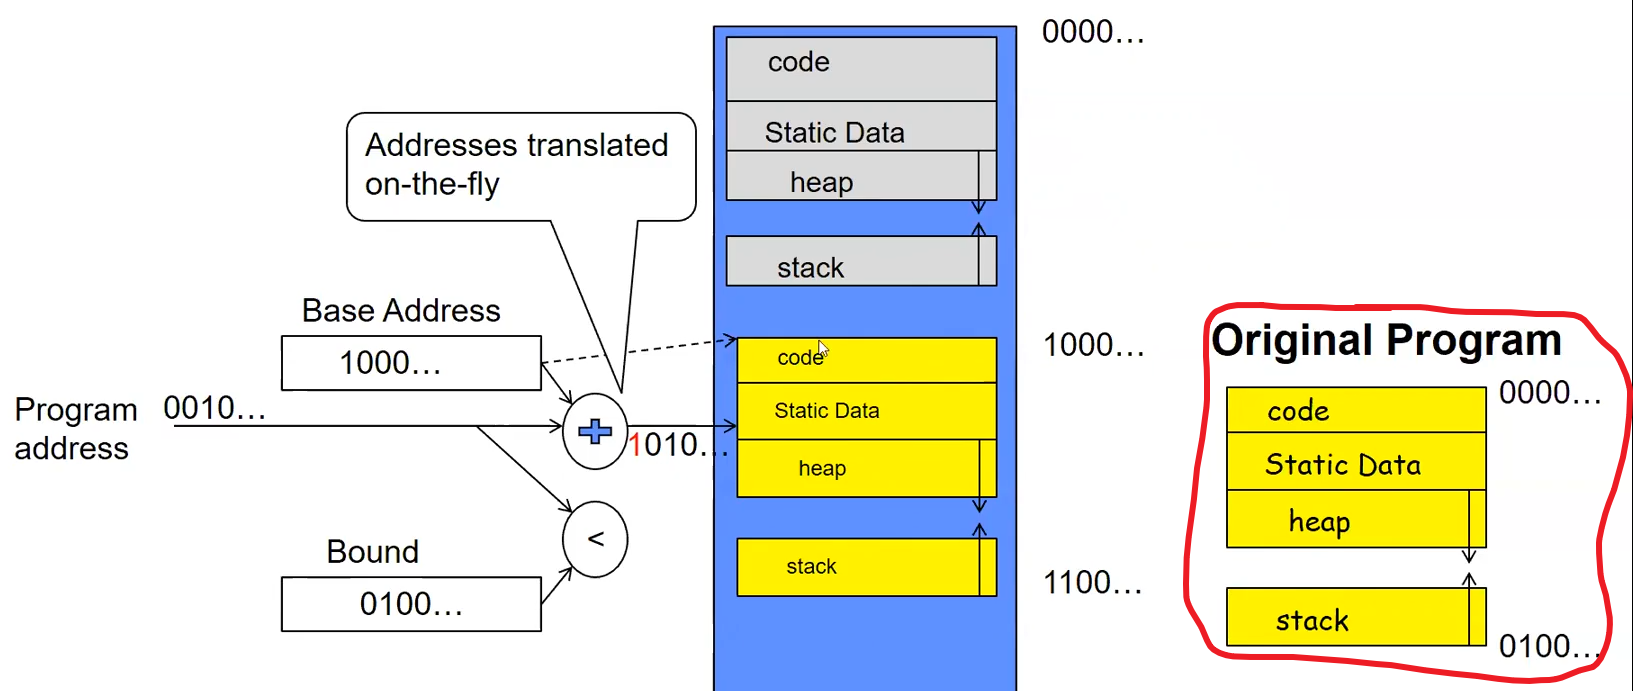 0000...
code
Static Data
heap
stack
Addresses translated
on-the-fly
Base Address
1000...
Program
address
0010...
+
1010...
<
Bound
0100...
code
Static Data
heap
stack
1000...
1100...
Original Program
0000...
code
Static Data
heap
stack
0100...